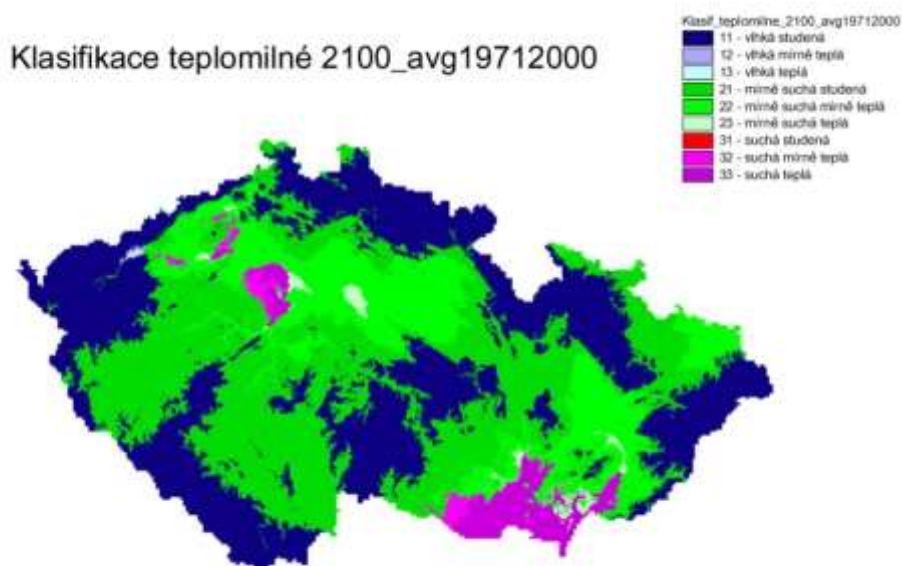 Klasifikace teplomilné 2100_avg19712000
Klasif_teplomilne_2100_avg19712000
11 - vlhká studená
12 - vlhká mírně teplá
13 - vlhká teplá
21 - mírně suchá studená
22 - mírně suchá mírně teplá
23 - mírně suchá teplá
31 - suchá studená
32 - suchá mírně teplá
33 - suchá teplá